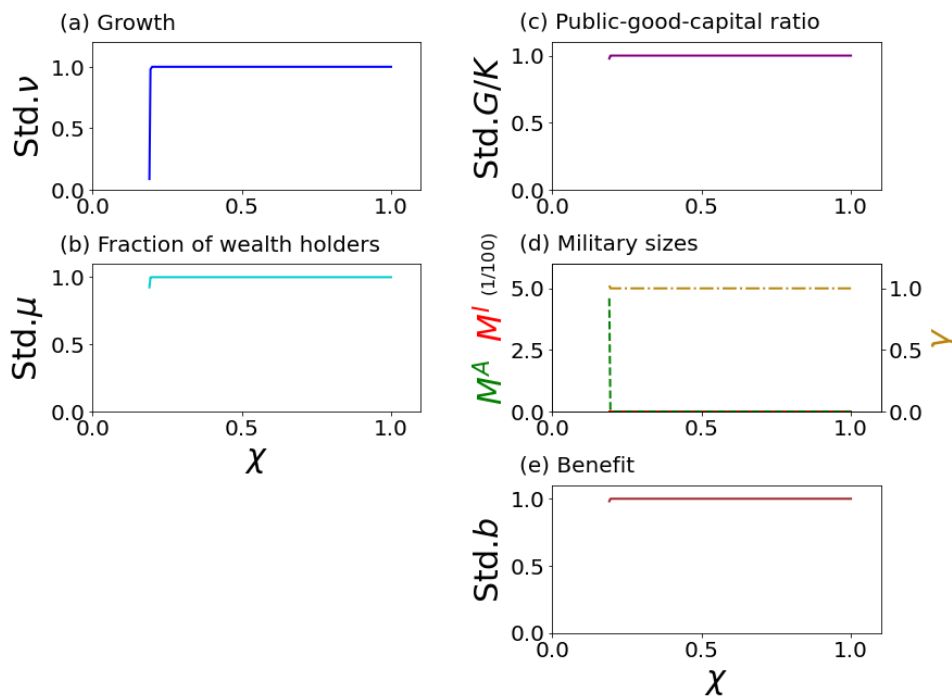 (a) Growth
Std.ν
1.0
0.5
0.0
0.0
0.5
1.0
(b) Fraction of wealth holders
Std.μ
1.0
0.5
0.0
0.0
0.5
1.0
χ
(c) Public-good-capital ratio
Std.G/K
1.0
0.5
0.0
0.0
0.5
1.0
(d) Military sizes
M^A M^I (1/100)
5.0
2.5
0.0
0.0
0.5
1.0
1.0
0.5
0.0
γ
(e) Benefit
Std.b
1.0
0.5
0.0
0.0
0.5
1.0
χ